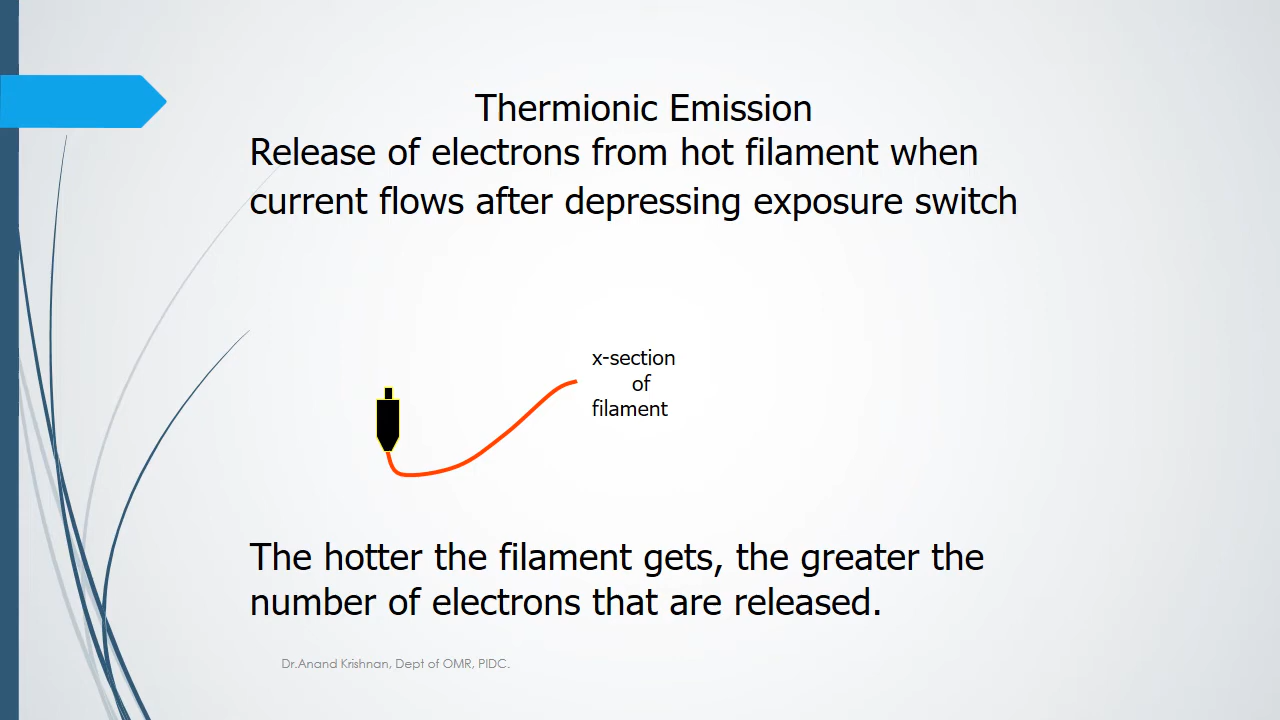 Thermionic Emission
Release of electrons from hot filament when
current flows after depressing exposure switch
x-section
of
filament
The hotter the filament gets, the greater the
number of electrons that are released.
Dr.Anand Krishnan, Dept of OMR, PIDC.